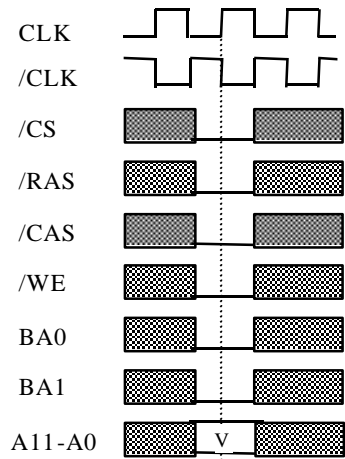 CLK
/CLK
/CS
/RAS
/CAS
/WE
BA0
BA1
A11-A0 V